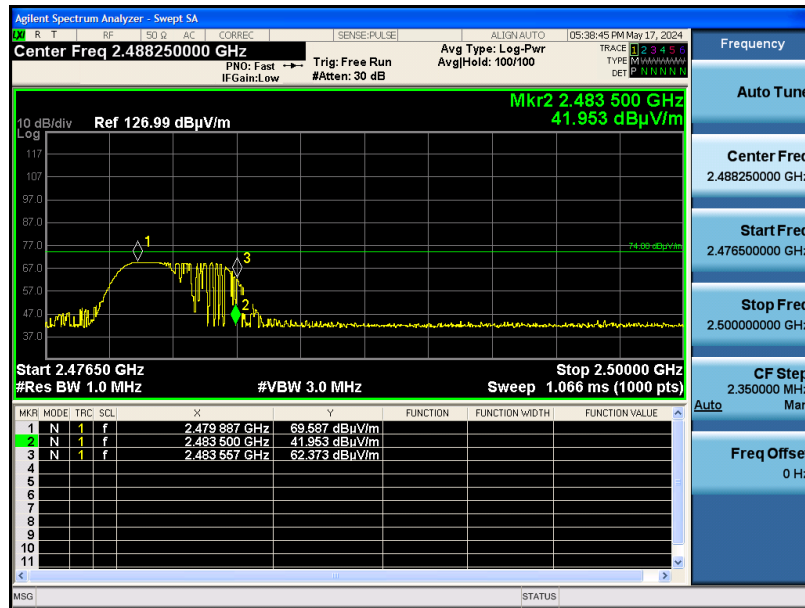 Agilent Spectrum Analyzer - Swept SA
LXI R T RF 50 Ω AC CORREC SENSE:PULSE ALIGN AUTO 05:38:45 PM May 17, 2024
Center Freq 2.488250000 GHz
PNO: Fast
IFGain:Low
Trig: Free Run
#Atten: 30 dB
Avg Type: Log-Pwr
Avg|Hold: 100/100
TRACE 1 2 3 4 5 6
TYPE M WWWWW
DET P N N N N N
Mkr2 2.483 500 GHz
41.953 dBμV/m
10 dB/div Ref 126.99 dBμV/m
Log
117
107
97.0
87.0
77.0
67.0
57.0
47.0
37.0
1
3
2
74.00 dBμV/m
Start 2.47650 GHz Stop 2.50000 GHz
#Res BW 1.0 MHz #VBW 3.0 MHz Sweep 1.066 ms (1000 pts)
MKR MODE TRC SCL X Y FUNCTION FUNCTION WIDTH FUNCTION VALUE
1 N 1 f 2.479 887 GHz 69.587 dBμV/m
2 N 1 f 2.483 500 GHz 41.953 dBμV/m
3 N 1 f 2.483 557 GHz 62.373 dBμV/m
4
5
6
7
8
9
10
11
MSG STATUS
Frequency
Auto Tune
Center Freq
2.488250000 GHz
Start Freq
2.476500000 GHz
Stop Freq
2.500000000 GHz
CF Step
2.350000 MHz
Auto Man
Freq Offset
0 Hz